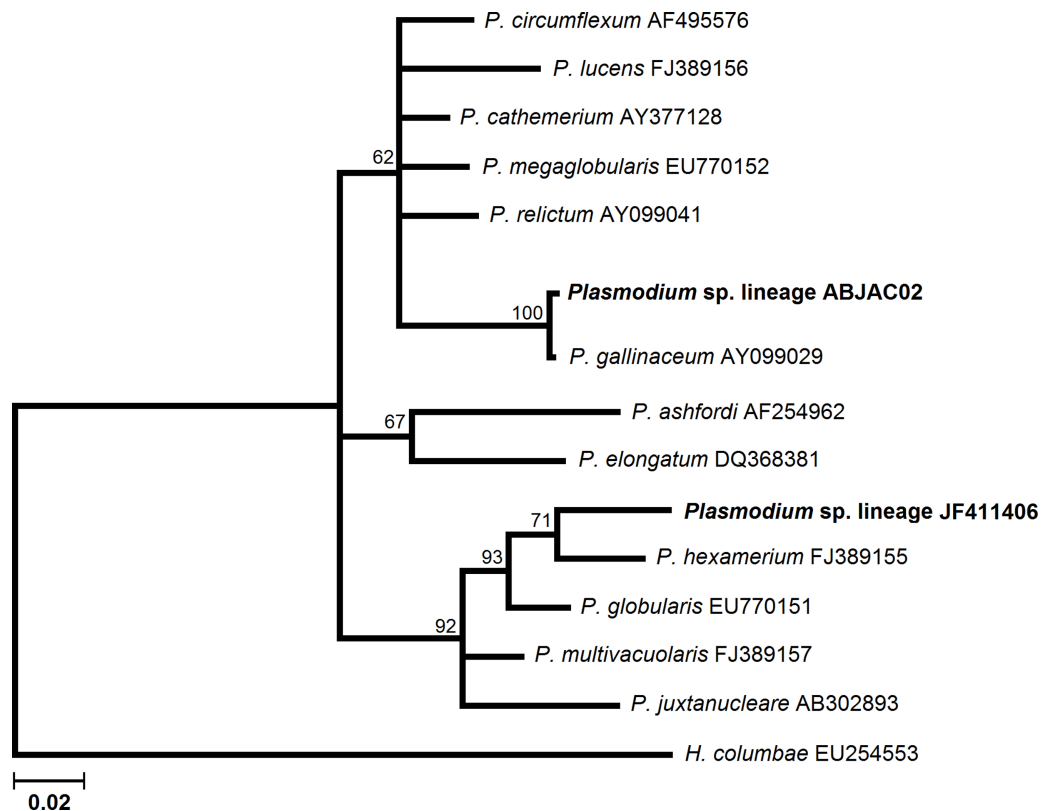 P. circumflexum AF495576
P. lucens FJ389156
P. cathemerium AY377128
62
P. megaglobularis EU770152
P. relictum AY099041
Plasmodium sp. lineage ABJAC02
100
P. gallinaceum AY099029
P. ashfordi AF254962
67
P. elongatum DQ368381
Plasmodium sp. lineage JF411406
71
P. hexamerium FJ389155
93
P. globularis EU770151
92
P. multivacuolaris FJ389157
P. juxtanucleare AB302893
H. columbae EU254553
0.02